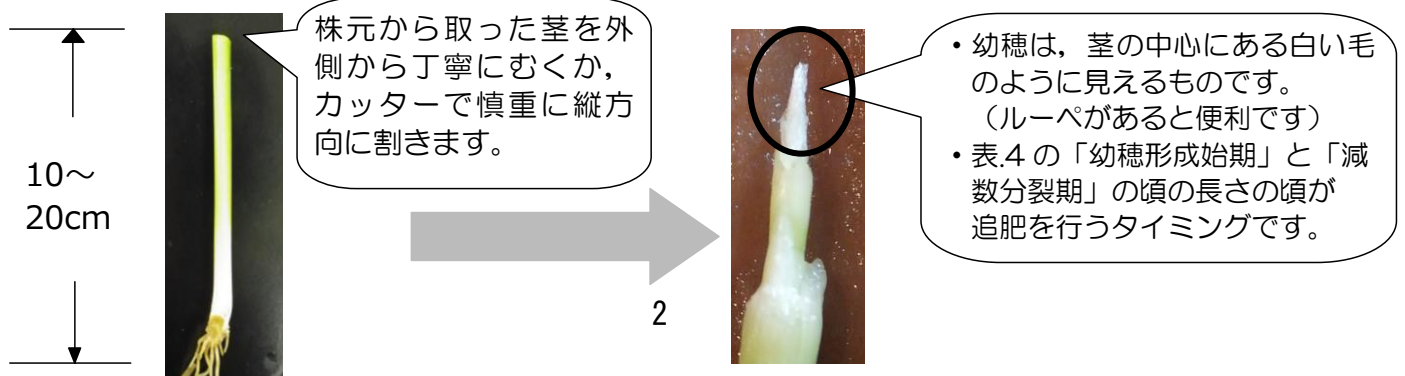 10～
20cm
株元から取った茎を外
側から丁寧にむくか，
カッターで慎重に縦方
向に割きます。
2
・幼穂は，茎の中心にある白い毛
のように見えるものです。
（ルーペがあると便利です）
・表.4 の「幼穂形成始期」と「減
数分裂期」の頃の長さの頃が
追肥を行うタイミングです。